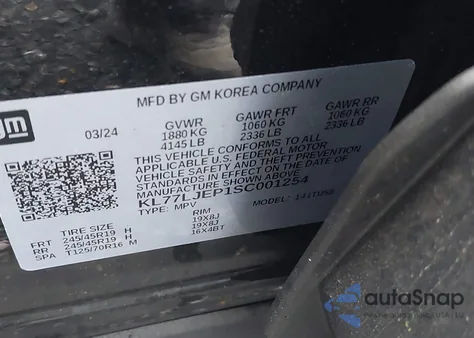 MFD BY GM KOREA COMPANY
gm
03/24
GVWR GAWR FRT GAWR RR
1880 KG 1060 KG 1060 KG
4145 LB 2336 LB 2336 LB
THIS VEHICLE CONFORMS TO ALL
APPLICABLE U.S. FEDERAL MOTOR
VEHICLE SAFETY AND THEFT PREVENTION
STANDARDS IN EFFECT ON THE DATE OF
MANUFACTURE SHOWN ABOVE.
KL77LJEP1SC001254
TYPE: MPV MODEL:
TIRE SIZE RIM
FRT 245/45R19 H 19X8J
RR 245/45R19 H 19X8J
SPA T125/70R16 M 16X4BT
autoSnap